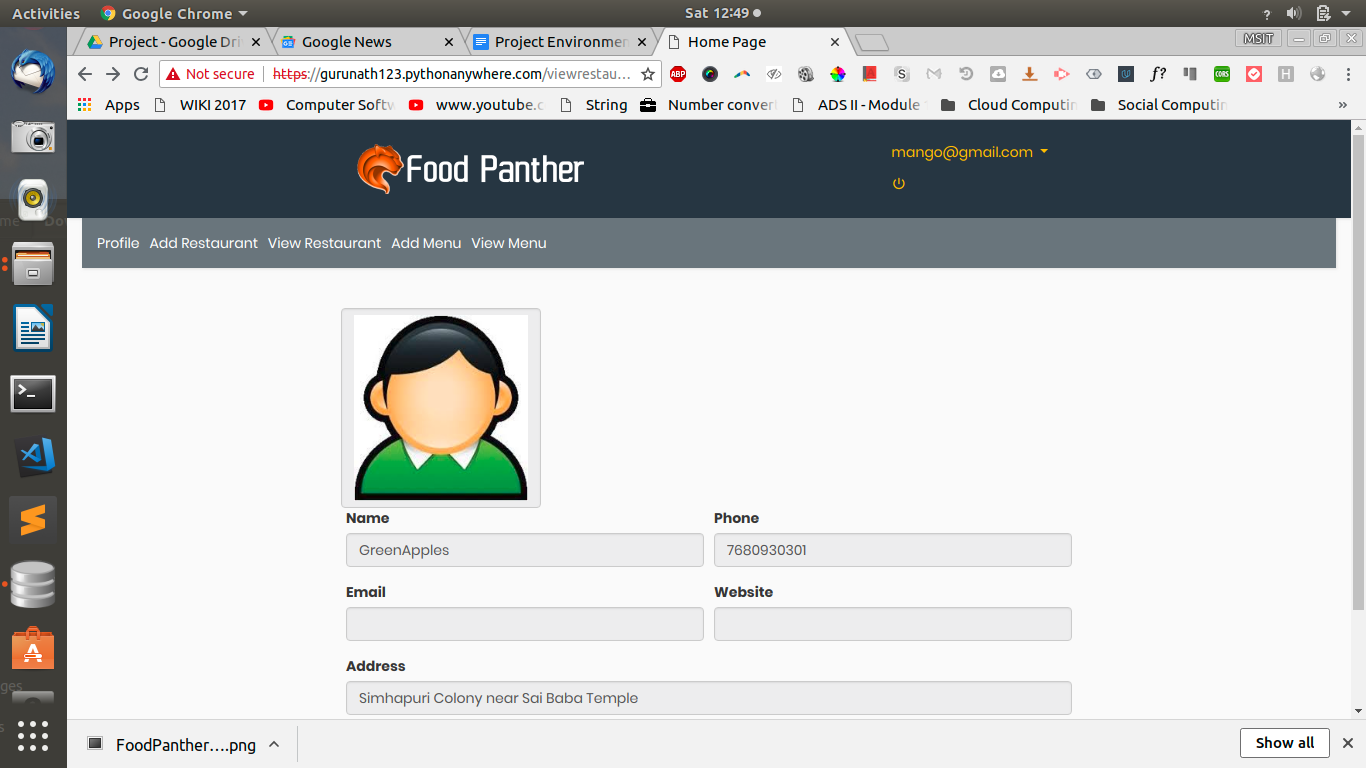 Activities Google Chrome Sat 12:49
Project - Google Dri Google News Project Environmen Home Page MSIT
Not secure https://gurunath123.pythonanywhere.com/viewrestau... ABP S f? CORS H
Apps WIKI 2017 Computer Softw www.youtube.c String Number conver ADS II - Module Cloud Computin Social Computin »
Food Panther
mango@gmail.com
Profile Add Restaurant View Restaurant Add Menu View Menu
Name Phone
GreenApples 7680930301
Email Website
Address
Simhapuri Colony near Sai Baba Temple
FoodPanther....png Show all